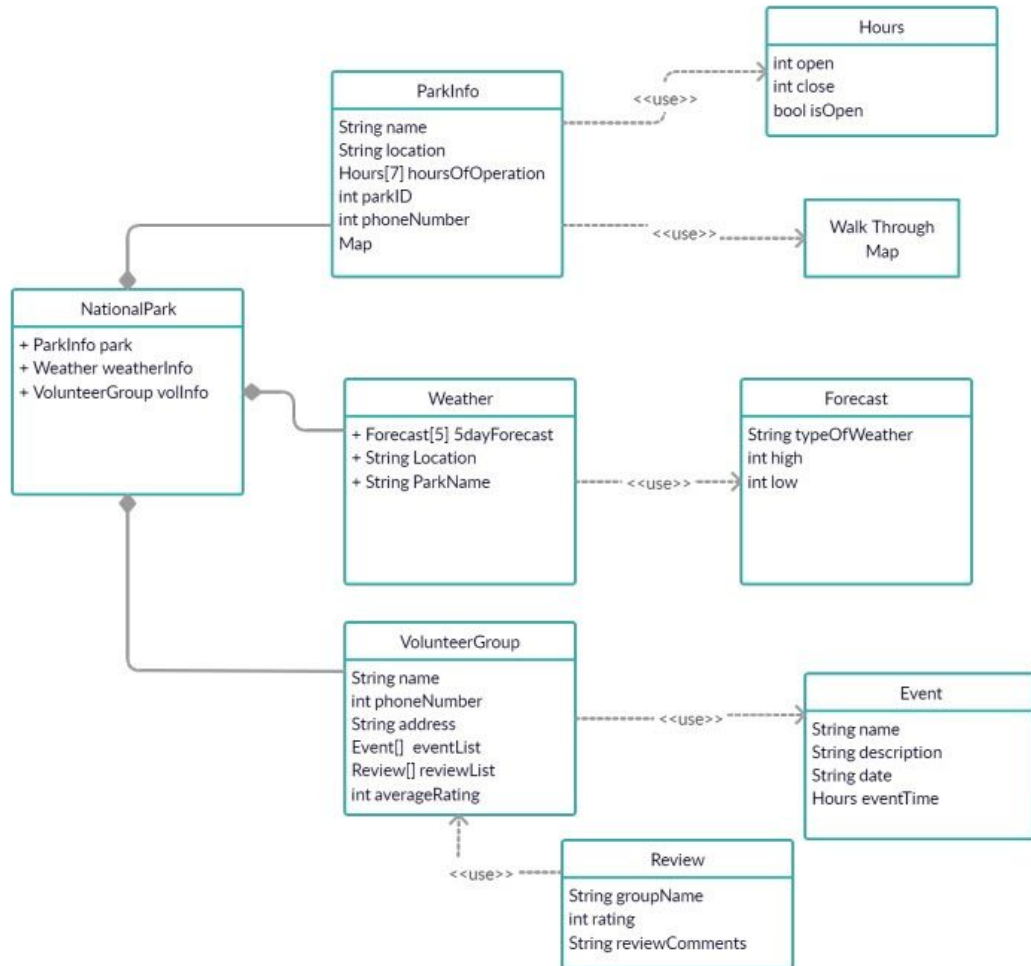 Hours
int open
int close
bool isOpen
ParkInfo
String name
String location
Hours[7] hoursOfOperation
int parkID
int phoneNumber
Map
<<use>>
<<use>>
Walk Through
Map
NationalPark
+ ParkInfo park
+ Weather weatherInfo
+ VolunteerGroup volInfo
Weather
+ Forecast[5] 5dayForecast
+ String Location
+ String ParkName
<<use>>
Forecast
String typeOfWeather
int high
int low
VolunteerGroup
String name
int phoneNumber
String address
Event[] eventList
Review[] reviewList
int averageRating
<<use>>
Event
String name
String description
String date
Hours eventTime
<<use>>
Review
String groupName
int rating
String reviewComments